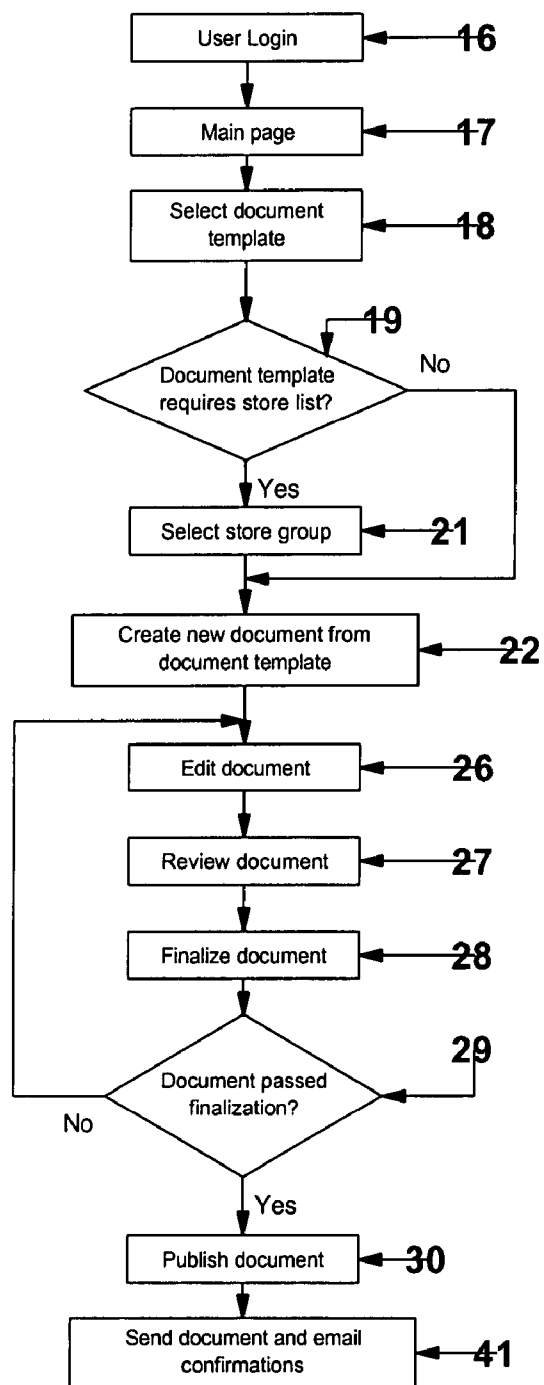 User Login
16
Main page
17
Select document
template
18
19
Document template
requires store list?
No
Yes
Select store group
21
Create new document from
document template
22
Edit document
26
Review document
27
Finalize document
28
29
Document passed
finalization?
No
Yes
Publish document
30
Send document and email
confirmations
41